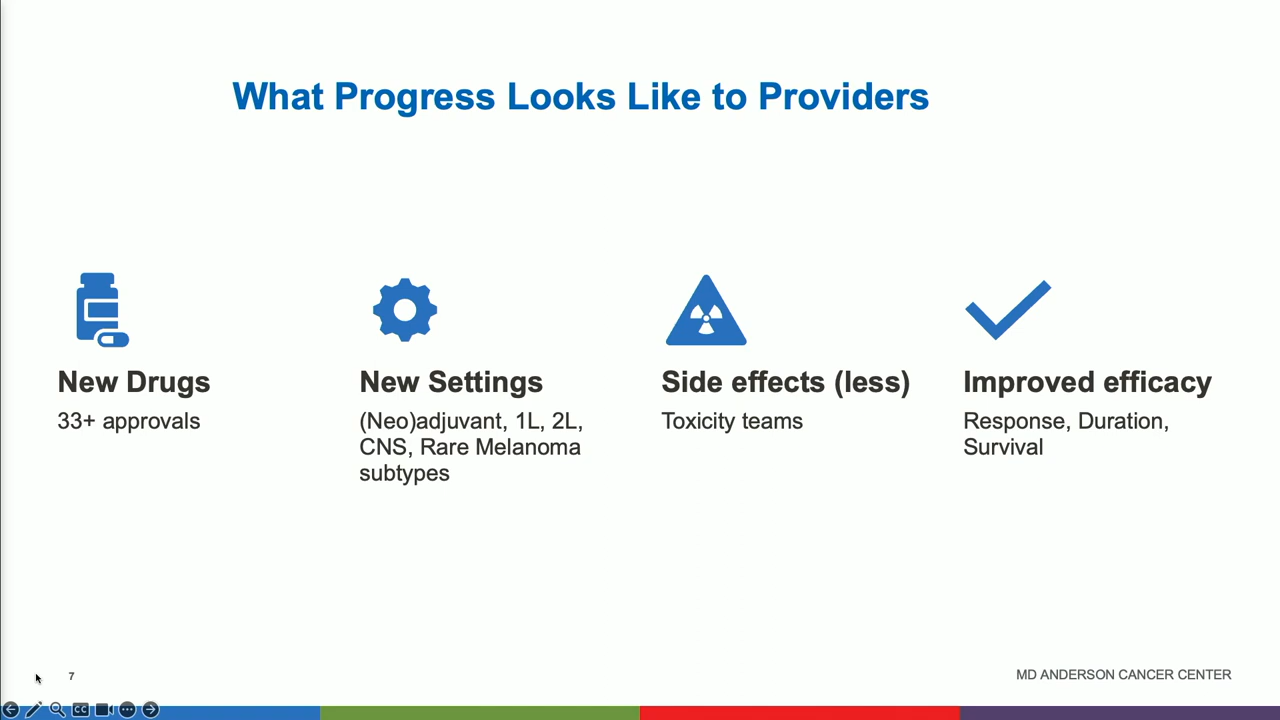 What Progress Looks Like to Providers
New Drugs
33+ approvals
New Settings
(Neo)adjuvant, 1L, 2L,
CNS, Rare Melanoma
subtypes
Side effects (less)
Toxicity teams
Improved efficacy
Response, Duration,
Survival
7
MD ANDERSON CANCER CENTER
CC